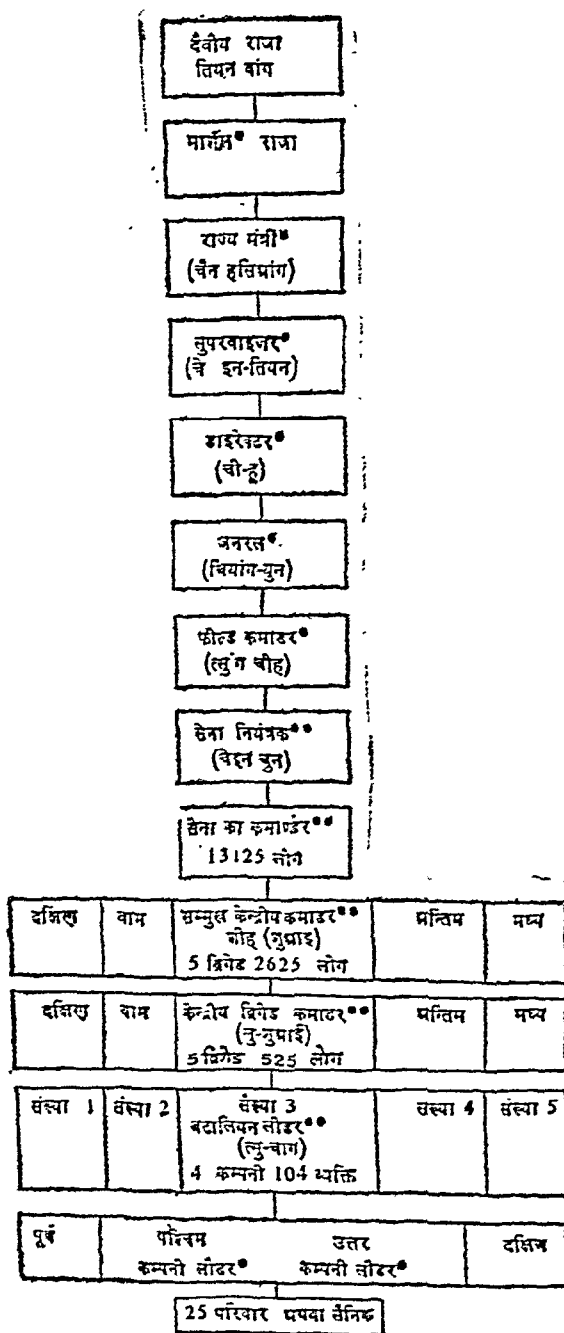 दैवीय राजा
तियन वांग
मार्शल* राजा
राज्य मंत्री*
(चैन हसियांग)
सुपरवाइजर*
(चे इन-तियन)
डाइरेक्टर*
(ची-हू)
जनरल*
(चियांग-युन)
फील्ड कमांडर*
(त्सुंग चीह)
सेना नियंत्रक**
(चेइन चुन)
सेना का कमाण्डर**
13125 लोग
दक्षिण वाम सम्मुख केन्द्रीय कमांडर** अन्तिम मध्य
चीह (शुआइ)
5 ब्रिगेड 2625 लोग
दक्षिण वाम केन्द्रीय ब्रिगेड कमांडर** अन्तिम मध्य
(लु-शुआई)
5 ब्रिगेड 525 लोग
संख्या 1 संख्या 2 संख्या 3 संख्या 4 संख्या 5
बटालियन लीडर**
(त्सु-चांग)
4 कम्पनी 104 व्यक्ति
पूर्व पश्चिम उत्तर दक्षिण
कम्पनी लीडर* कम्पनी लीडर*
25 परिवार अथवा सैनिक